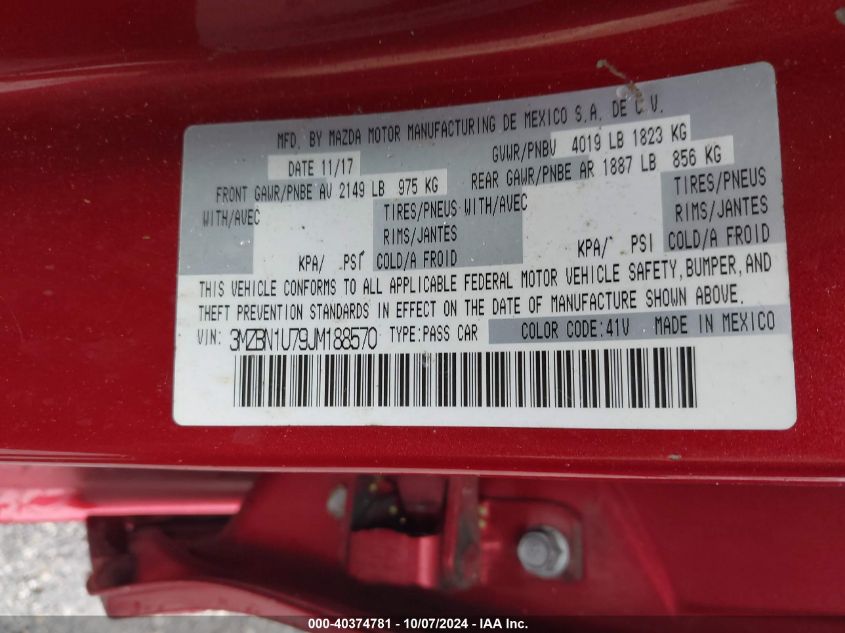 MFD. BY MAZDA MOTOR MANUFACTURING DE MEXICO S.A. DE C.V.
DATE 11/17 GVWR/PNBV 4019 LB 1823 KG
FRONT GAWR/PNBE AV 2149 LB 975 KG REAR GAWR/PNBE AR 1887 LB 856 KG
WITH/AVEC TIRES/PNEUS WITH/AVEC TIRES/PNEUS
RIMS/JANTES RIMS/JANTES
KPA/ PSI COLD/A FROID KPA/ PSI COLD/A FROID
THIS VEHICLE CONFORMS TO ALL APPLICABLE FEDERAL MOTOR VEHICLE SAFETY, BUMPER, AND
THEFT PREVENTION STANDARDS IN EFFECT ON THE DATE OF MANUFACTURE SHOWN ABOVE.
VIN: 3MZBN1U79JM188570 TYPE:PASS CAR COLOR CODE:41V MADE IN MEXICO
000-40374781 - 10/07/2024 - IAA Inc.